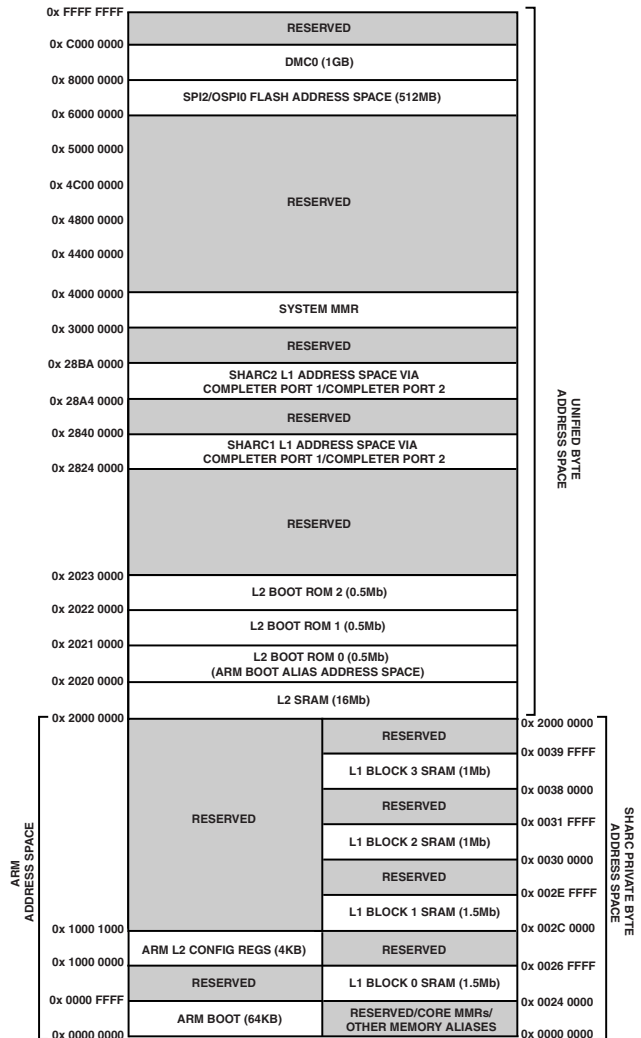 0x FFFF FFFF
RESERVED
0x C000 0000
DMC0 (1GB)
0x 8000 0000
SPI2/OSPI0 FLASH ADDRESS SPACE (512MB)
0x 6000 0000
0x 5000 0000
0x 4C00 0000
RESERVED
0x 4800 0000
0x 4400 0000
0x 4000 0000
SYSTEM MMR
0x 3000 0000
RESERVED
0x 28BA 0000
SHARC2 L1 ADDRESS SPACE VIA
COMPLETER PORT 1/COMPLETER PORT 2
0x 28A4 0000
RESERVED
0x 2840 0000
SHARC1 L1 ADDRESS SPACE VIA
COMPLETER PORT 1/COMPLETER PORT 2
0x 2824 0000
RESERVED
0x 2023 0000
L2 BOOT ROM 2 (0.5Mb)
0x 2022 0000
L2 BOOT ROM 1 (0.5Mb)
0x 2021 0000
L2 BOOT ROM 0 (0.5Mb)
(ARM BOOT ALIAS ADDRESS SPACE)
0x 2020 0000
L2 SRAM (16Mb)
0x 2000 0000
UNIFIED BYTE
ADDRESS SPACE
RESERVED
0x 1000 1000
ARM L2 CONFIG REGS (4KB)
0x 1000 0000
RESERVED
0x 0000 FFFF
ARM BOOT (64KB)
0x 0000 0000
ARM
ADDRESS SPACE
0x 2000 0000
RESERVED
0x 0039 FFFF
L1 BLOCK 3 SRAM (1Mb)
0x 0038 0000
RESERVED
0x 0031 FFFF
L1 BLOCK 2 SRAM (1Mb)
0x 0030 0000
RESERVED
0x 002E FFFF
L1 BLOCK 1 SRAM (1.5Mb)
0x 002C 0000
RESERVED
0x 0026 FFFF
L1 BLOCK 0 SRAM (1.5Mb)
0x 0024 0000
RESERVED/CORE MMRs/
OTHER MEMORY ALIASES
0x 0000 0000
SHARC PRIVATE BYTE
ADDRESS SPACE